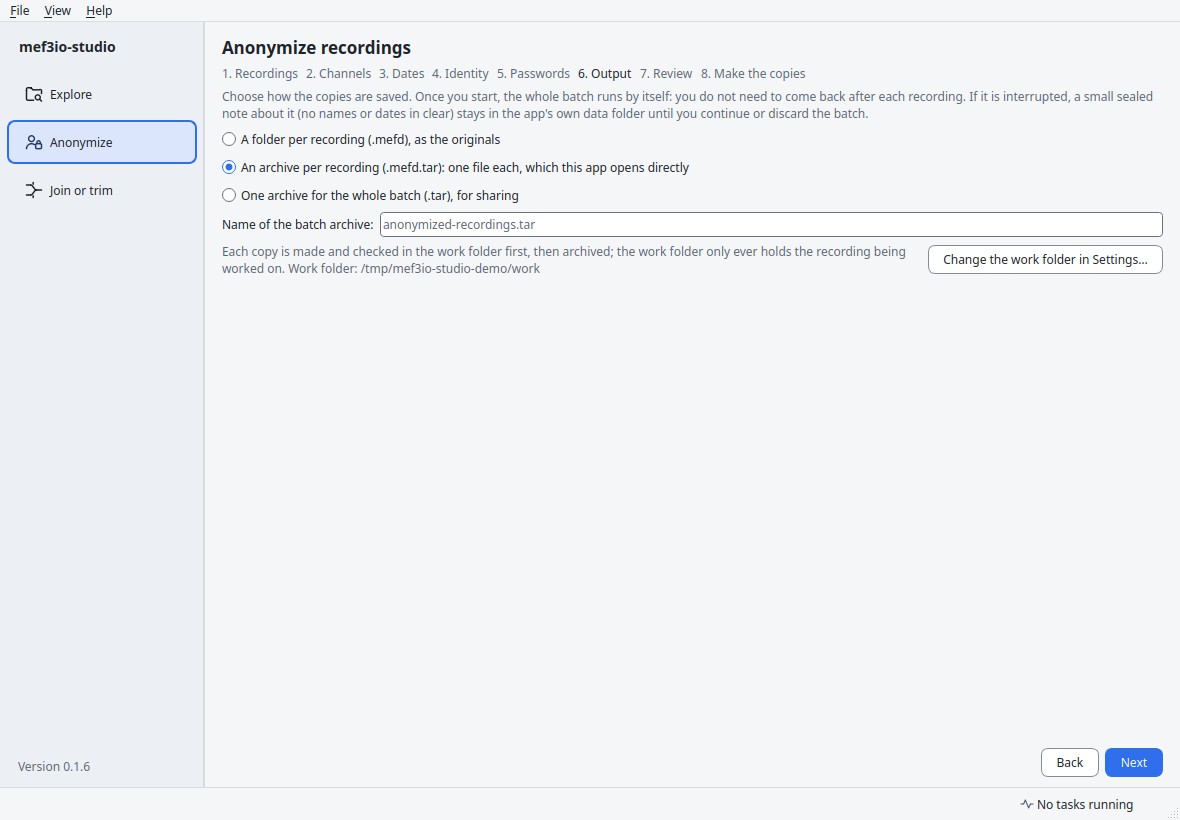 File View Help
mef3io-studio
Explore
Anonymize
Join or trim
Version 0.1.6
Anonymize recordings
1. Recordings 2. Channels 3. Dates 4. Identity 5. Passwords 6. Output 7. Review 8. Make the copies
Choose how the copies are saved. Once you start, the whole batch runs by itself: you do not need to come back after each recording. If it is interrupted, a small sealed
note about it (no names or dates in clear) stays in the app's own data folder until you continue or discard the batch.
A folder per recording (.mefd), as the originals
An archive per recording (.mefd.tar): one file each, which this app opens directly
One archive for the whole batch (.tar), for sharing
Name of the batch archive: anonymized-recordings.tar
Each copy is made and checked in the work folder first, then archived; the work folder only ever holds the recording being
worked on. Work folder: /tmp/mef3io-studio-demo/work
Change the work folder in Settings...
Back Next
No tasks running